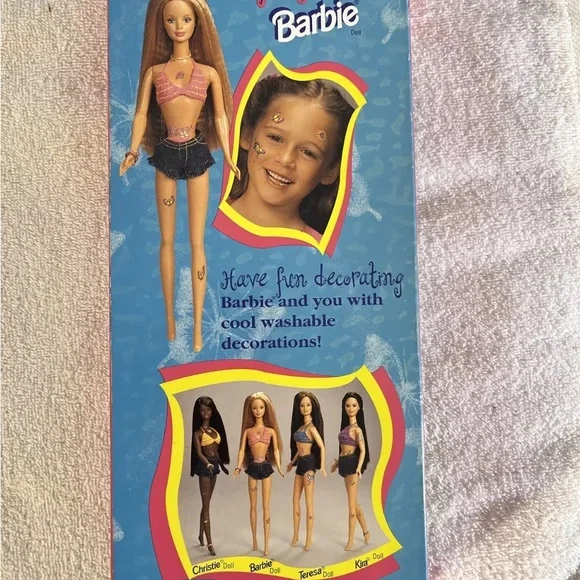 Barbie
Doll
Have fun decorating
Barbie and you with
cool washable
decorations!
Christie® Doll
Barbie® Doll
Teresa® Doll
Kira® Doll